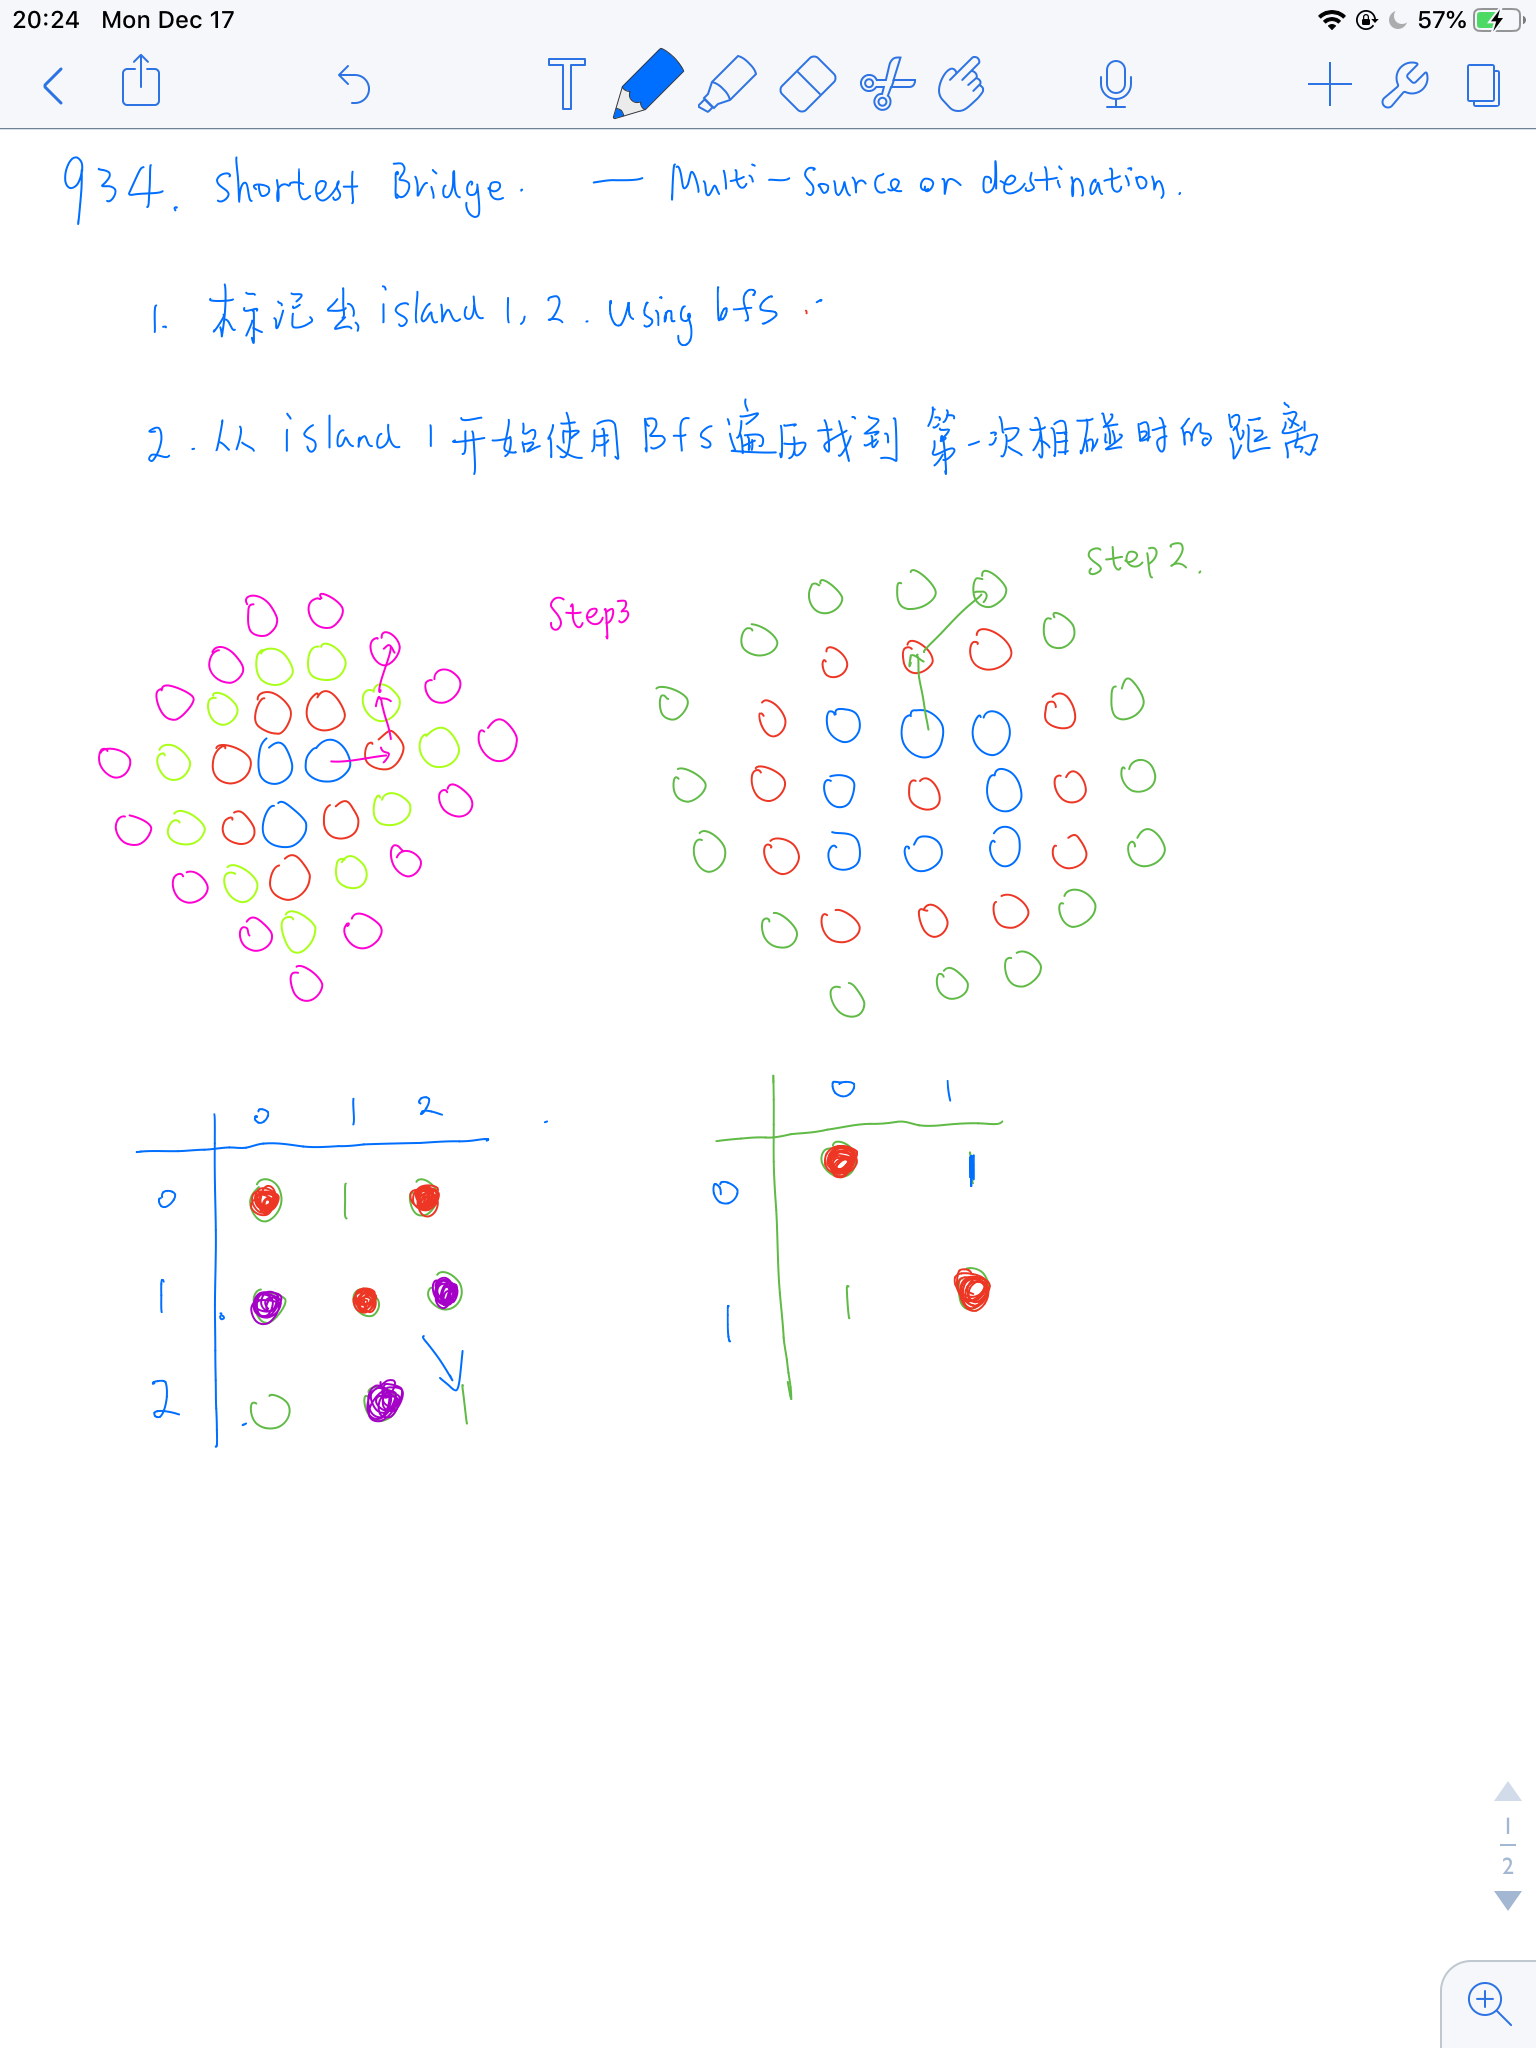 20:24 Mon Dec 17 57%
T
934. Shortest Bridge. — Multi-Source or destination.
1. 标记出 island 1, 2. Using bfs.
2. 从 island 1 开始使用 Bfs 遍历找到第一次相碰时的距离
Step 2.
Step3
0 1 2
0 1
0 1
0 1
1
1 1
2 1
1
2